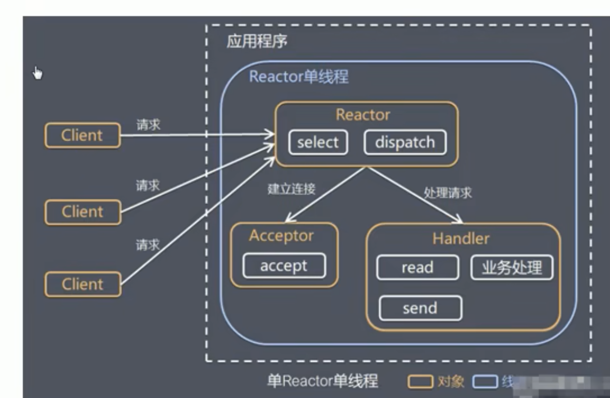 应用程序
Reactor单线程
Reactor
select
dispatch
Client
请求
Client
请求
Client
请求
建立连接
处理请求
Acceptor
accept
Handler
read
业务处理
send
单Reactor单线程
对象
线